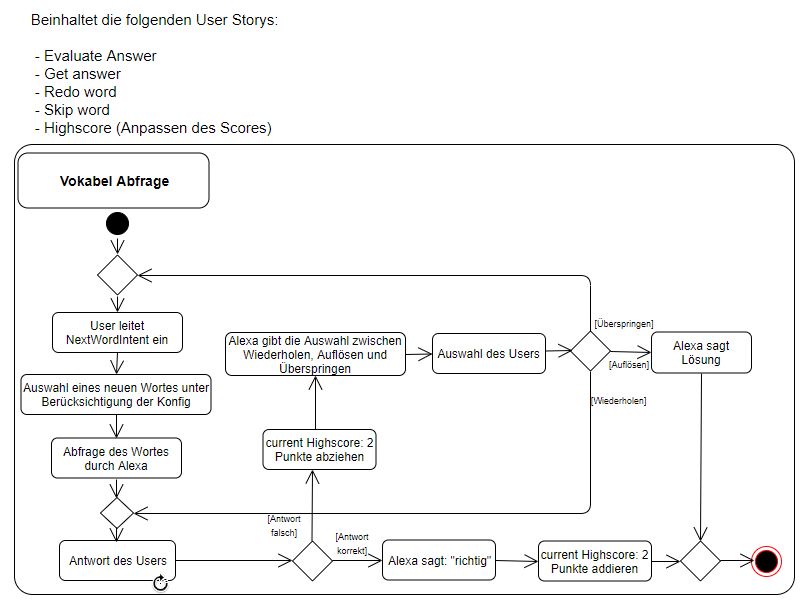 Beinhaltet die folgenden User Storys:
- Evaluate Answer
- Get answer
- Redo word
- Skip word
- Highscore (Anpassen des Scores)
Vokabel Abfrage
User leitet
NextWordIntent ein
Auswahl eines neuen Wortes unter
Berücksichtigung der Konfig
Abfrage des Wortes
durch Alexa
Antwort des Users
[Antwort
falsch]
[Antwort
korrekt]
current Highscore: 2
Punkte abziehen
Alexa gibt die Auswahl zwischen
Wiederholen, Auflösen und
Überspringen
Auswahl des Users
[Überspringen]
[Auflösen]
[Wiederholen]
Alexa sagt
Lösung
Alexa sagt: "richtig"
current Highscore: 2
Punkte addieren